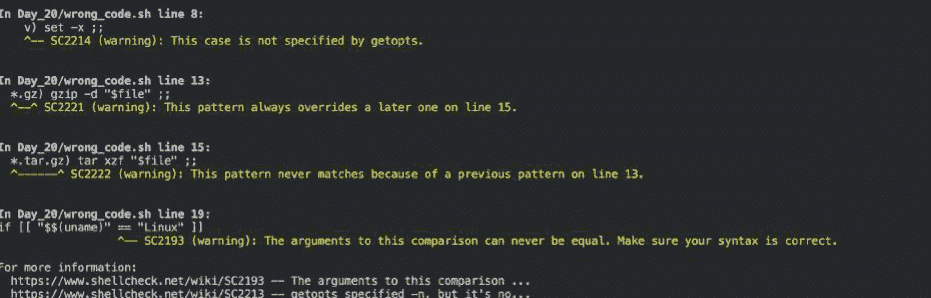 In Day_20/wrong_code.sh line 8:
v) set -x ;;
^-- SC2214 (warning): This case is not specified by getopts.
In Day_20/wrong_code.sh line 13:
*.gz) gzip -d "$file" ;;
^--^ SC2221 (warning): This pattern always overrides a later one on line 15.
In Day_20/wrong_code.sh line 15:
*.tar.gz) tar xzf "$file" ;;
^------^ SC2222 (warning): This pattern never matches because of a previous pattern on line 13.
In Day_20/wrong_code.sh line 19:
if [[ "$$(uname)" == "Linux" ]]
^-- SC2193 (warning): The arguments to this comparison can never be equal. Make sure your syntax is correct.
For more information:
https://www.shellcheck.net/wiki/SC2193 -- The arguments to this comparison ...
https://www.shellcheck.net/wiki/SC2213 -- getopts specified -n, but it's no...